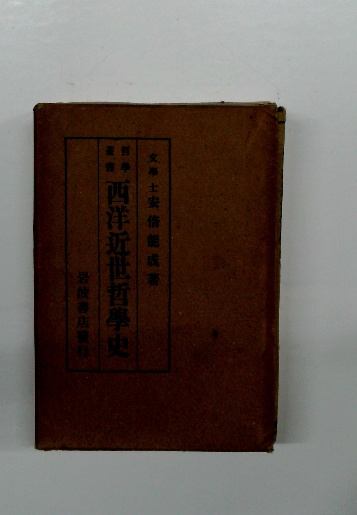 文學士安倍能成著
哲學叢書
西洋近世哲學史
岩波書店發行